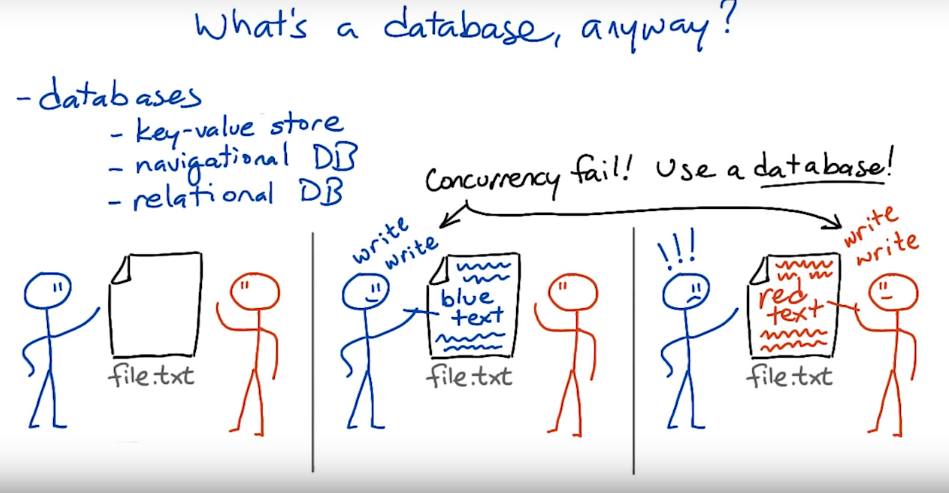 What's a database, anyway?
- databases
- key-value store
- navigational DB
- relational DB
Concurrency fail! Use a database!
write
write
blue
text
file.txt
file.txt
!!!
write
write
red
text
file.txt